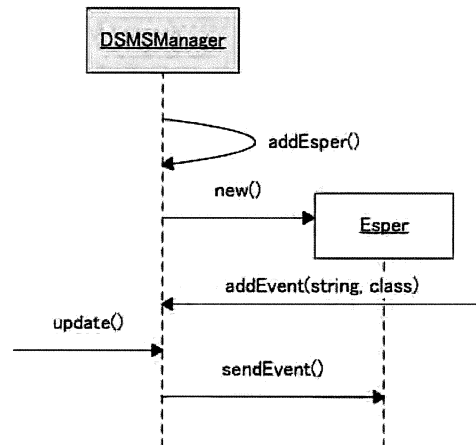 DSMSManager
addEsper()
new()
Esper
addEvent(string, class)
update()
sendEvent()